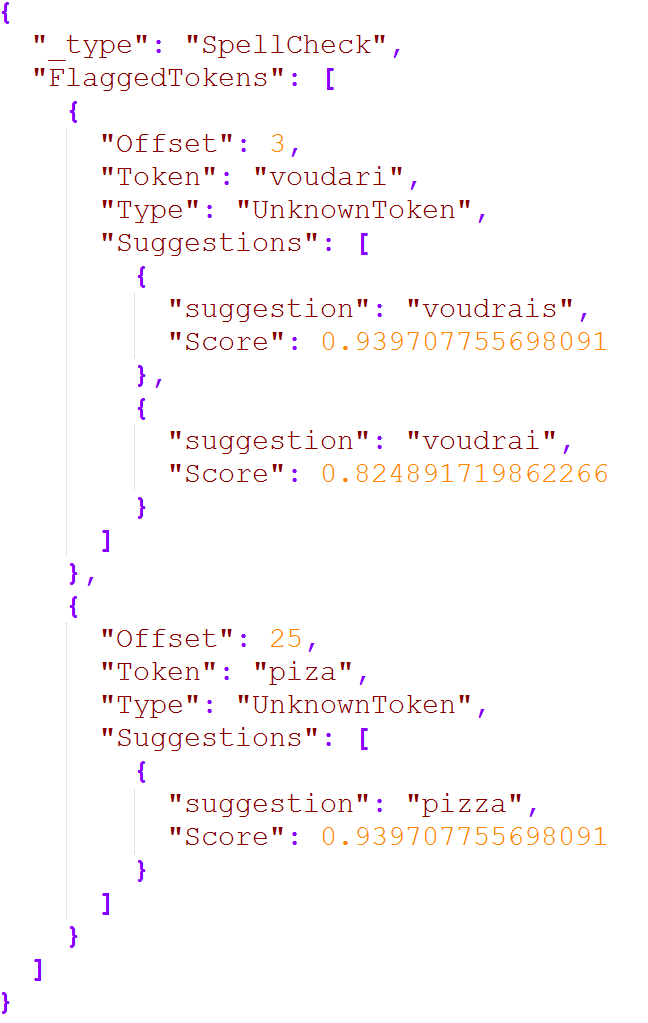 {
  "_type": "SpellCheck",
  "FlaggedTokens": [
    {
      "Offset": 3,
      "Token": "voudari",
      "Type": "UnknownToken",
      "Suggestions": [
        {
          "suggestion": "voudrais",
          "Score": 0.939707755698091
        },
        {
          "suggestion": "voudrai",
          "Score": 0.824891719862266
        }
      ]
    },
    {
      "Offset": 25,
      "Token": "piza",
      "Type": "UnknownToken",
      "Suggestions": [
        {
          "suggestion": "pizza",
          "Score": 0.939707755698091
        }
      ]
    }
  ]
}